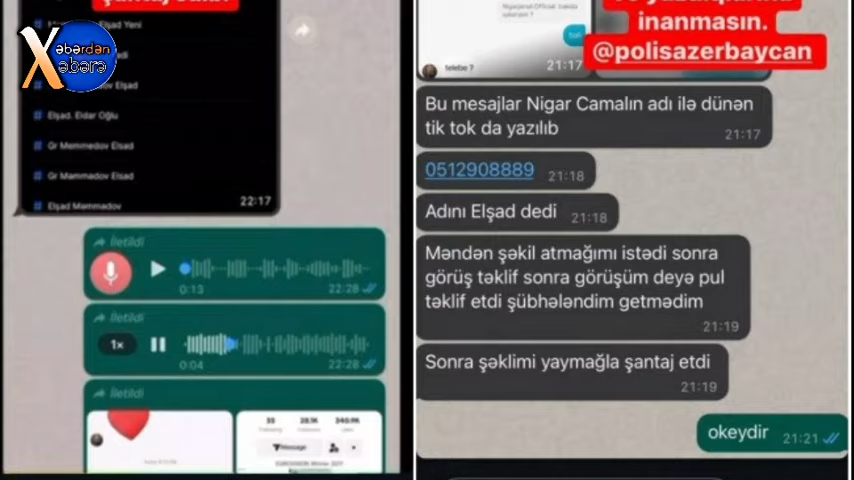 xəbərdən
Xəbərə
Elşad Yeni
Elşad
Elşad. Eldar Oğlu
Gr Memmedov Elsad
Gr Mammadov Elsad
Elşad Məmmədov
22:17
İletildi
0:13
22:28
İletildi
1x
0:04
22:28
İletildi
Message
inanmasın.
@polisazerbaycan
telebe ?
21:17
Bu mesajlar Nigar Camalın adı ilə dünən
tik tok da yazılıb
21:17
0512908889
21:18
Adını Elşad dedi
21:18
Məndən şəkil atmağımı istədi sonra
görüş təklif sonra görüşüm deyə pul
təklif etdi şübhələndim getmədim
21:19
Sonra şəklimi yaymağla şantaj etdi
21:19
okeydir
21:21